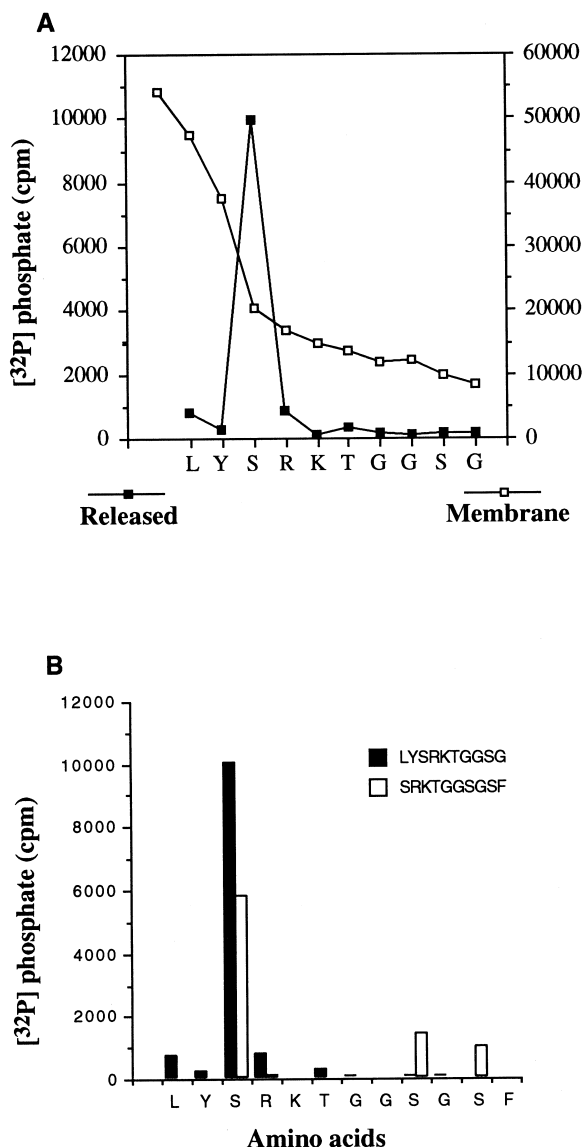 A
12000
10000
8000
6000
4000
2000
0
[32P] phosphate (cpm)
60000
50000
40000
30000
20000
10000
0
L Y S R K T G G S G
Released
Membrane
B
12000
10000
8000
6000
4000
2000
0
[32P] phosphate (cpm)
LYSRKTGGSG
SRKTGGSGSF
L Y S R K T G G S G S F
Amino acids